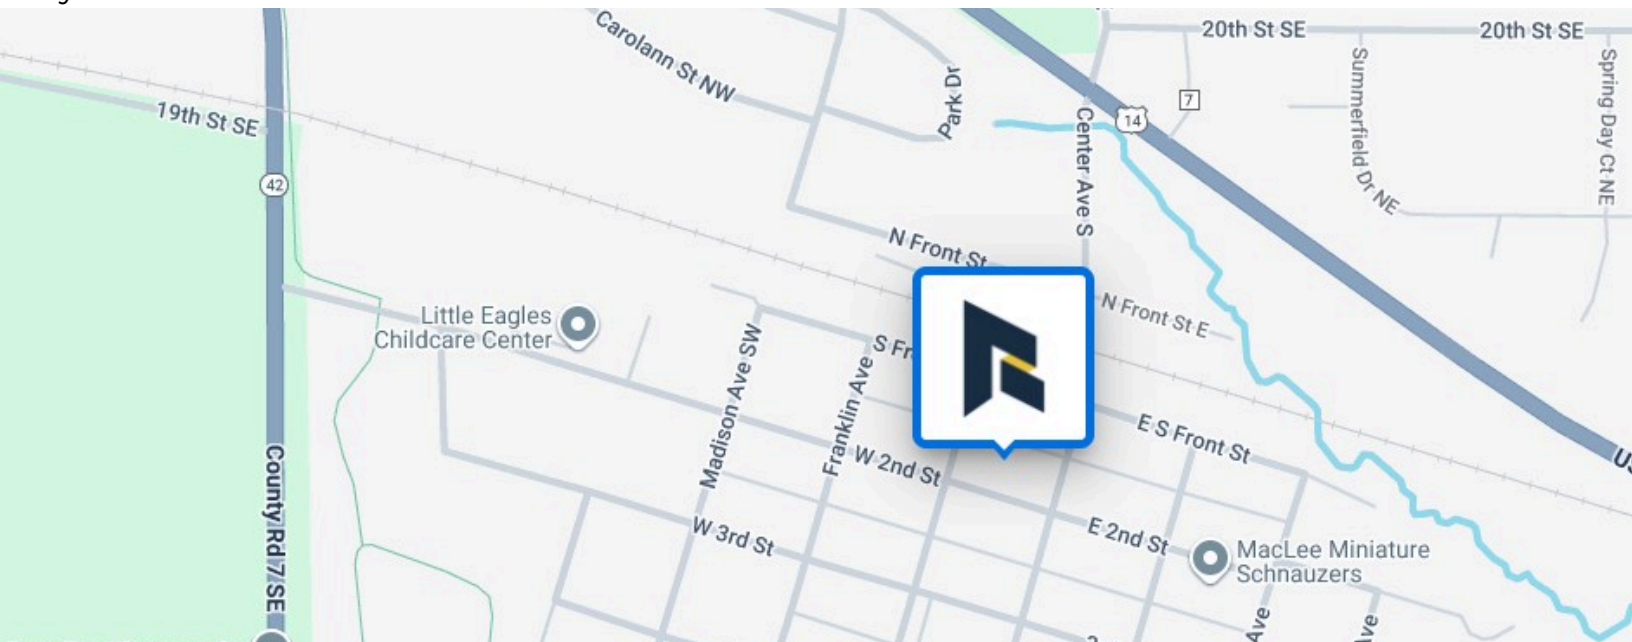 Carolann St NW
Park Dr
20th St SE
20th St SE
19th St SE
7
14
Summerfield Dr NE
Spring Day Ct NE
Center Ave S
42
N Front St
N Front St E
Little Eagles
Childcare Center
Madison Ave SW
Franklin Ave
S Fr
E S Front St
W 2nd St
County Rd 7 SE
W 3rd St
E 2nd St
MacLee Miniature
Schnauzers
Ave